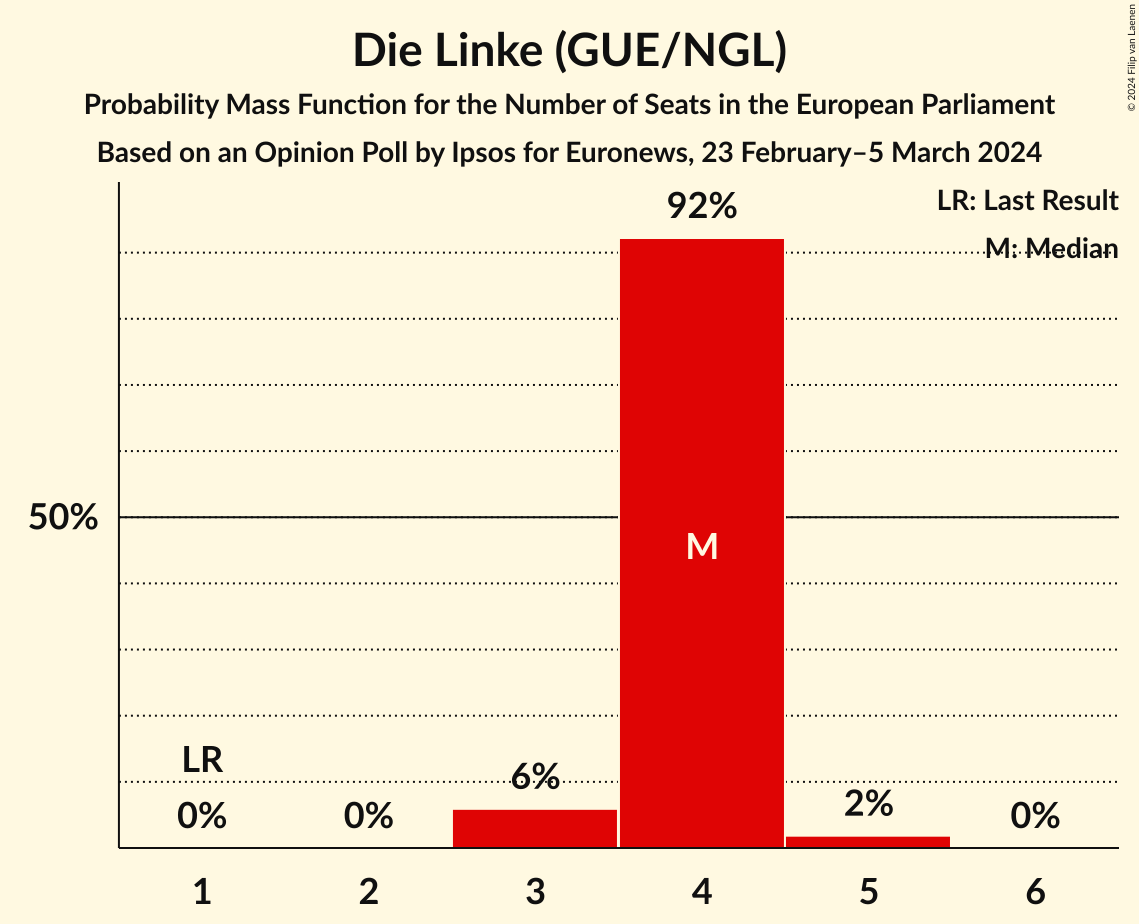 Die Linke (GUE/NGL)
Probability Mass Function for the Number of Seats in the European Parliament
Based on an Opinion Poll by Ipsos for Euronews, 23 February–5 March 2024
© 2024 Filip van Laenen
LR: Last Result
M: Median
92%
50%
M
LR
0%
0%
6%
2%
0%
1
2
3
4
5
6